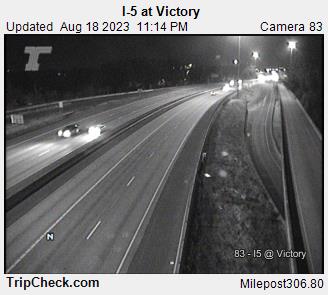 I-5 at Victory
Updated Aug 18 2023 11:14 PM Camera 83
T
N
83 - I5 @ Victory
TripCheck.com Milepost306.80